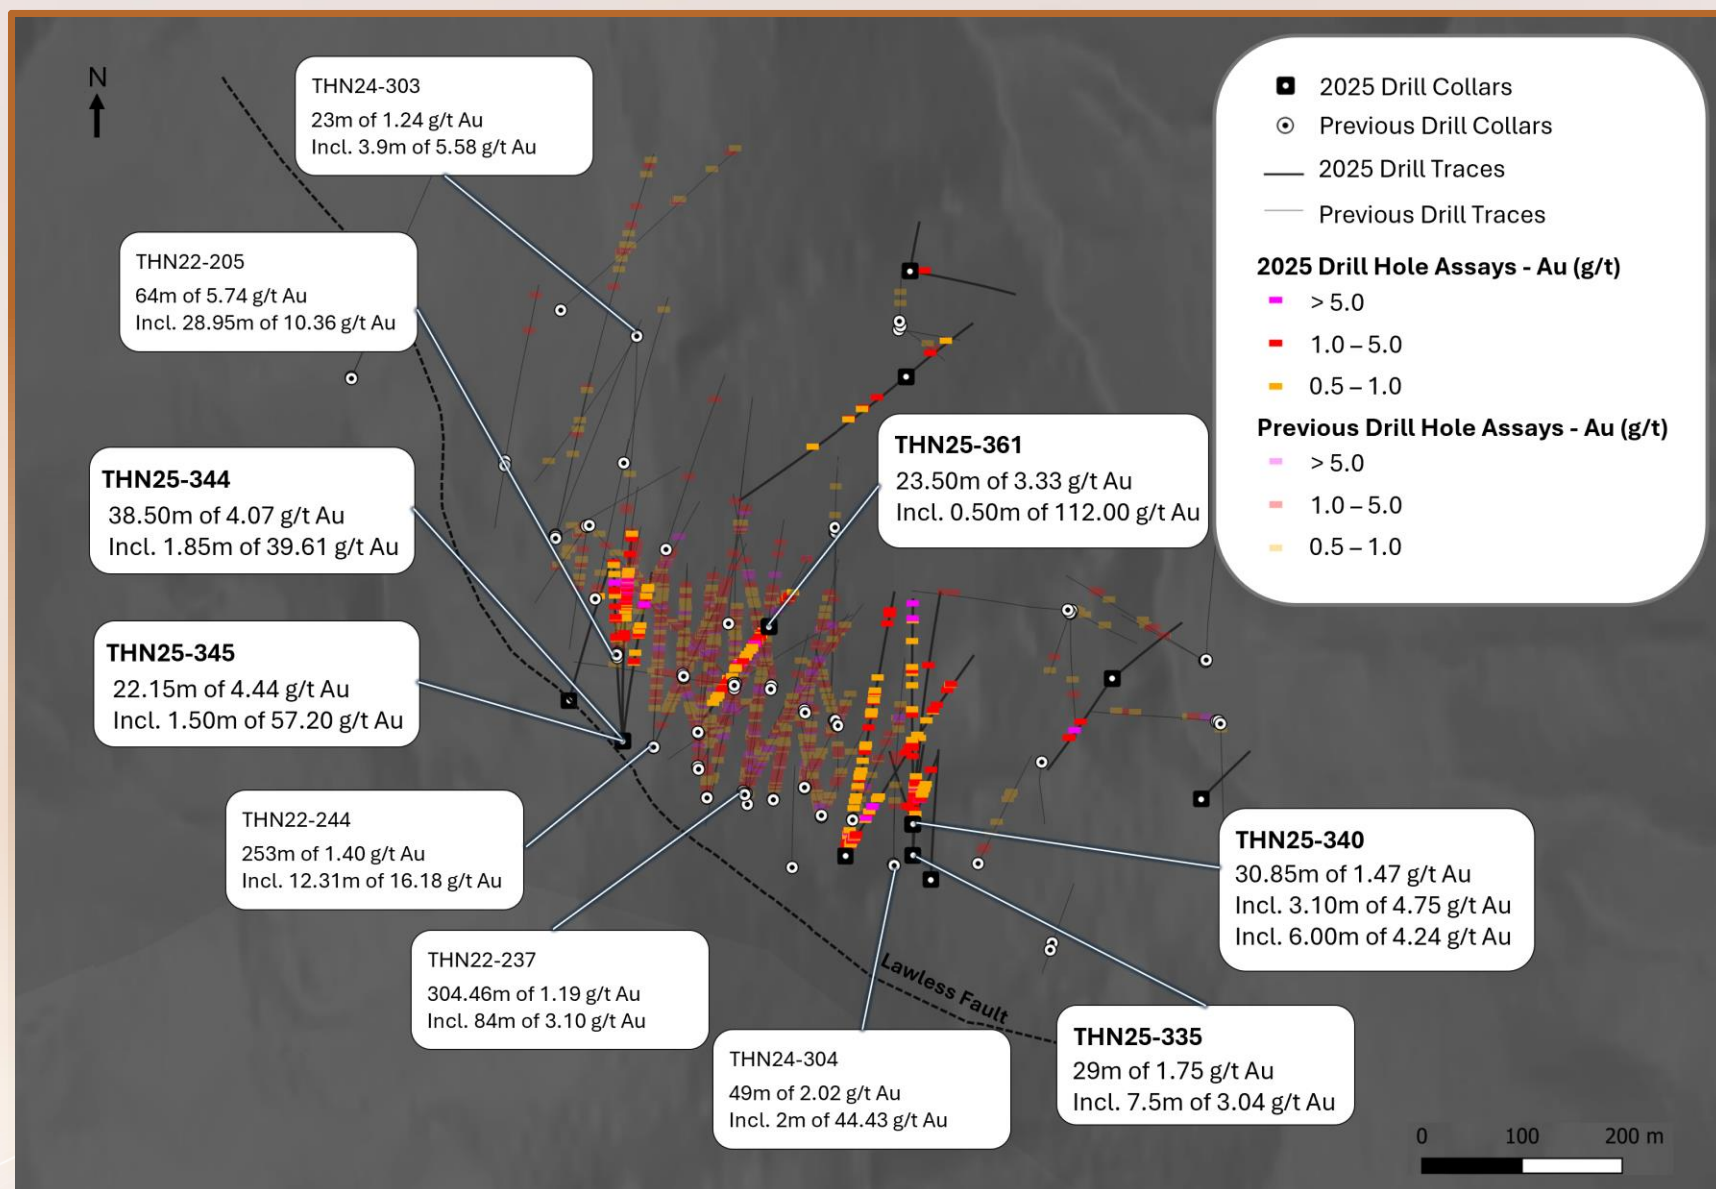 N
THN24-303
23m of 1.24 g/t Au
Incl. 3.9m of 5.58 g/t Au
THN22-205
64m of 5.74 g/t Au
Incl. 28.95m of 10.36 g/t Au
THN25-344
38.50m of 4.07 g/t Au
Incl. 1.85m of 39.61 g/t Au
THN25-345
22.15m of 4.44 g/t Au
Incl. 1.50m of 57.20 g/t Au
THN22-244
253m of 1.40 g/t Au
Incl. 12.31m of 16.18 g/t Au
THN22-237
304.46m of 1.19 g/t Au
Incl. 84m of 3.10 g/t Au
THN24-304
49m of 2.02 g/t Au
Incl. 2m of 44.43 g/t Au
Lawless Fault
THN25-361
23.50m of 3.33 g/t Au
Incl. 0.50m of 112.00 g/t Au
THN25-340
30.85m of 1.47 g/t Au
Incl. 3.10m of 4.75 g/t Au
Incl. 6.00m of 4.24 g/t Au
THN25-335
29m of 1.75 g/t Au
Incl. 7.5m of 3.04 g/t Au
2025 Drill Collars
Previous Drill Collars
2025 Drill Traces
Previous Drill Traces
2025 Drill Hole Assays - Au (g/t)
> 5.0
1.0 – 5.0
0.5 – 1.0
Previous Drill Hole Assays - Au (g/t)
> 5.0
1.0 – 5.0
0.5 – 1.0
0 100 200 m